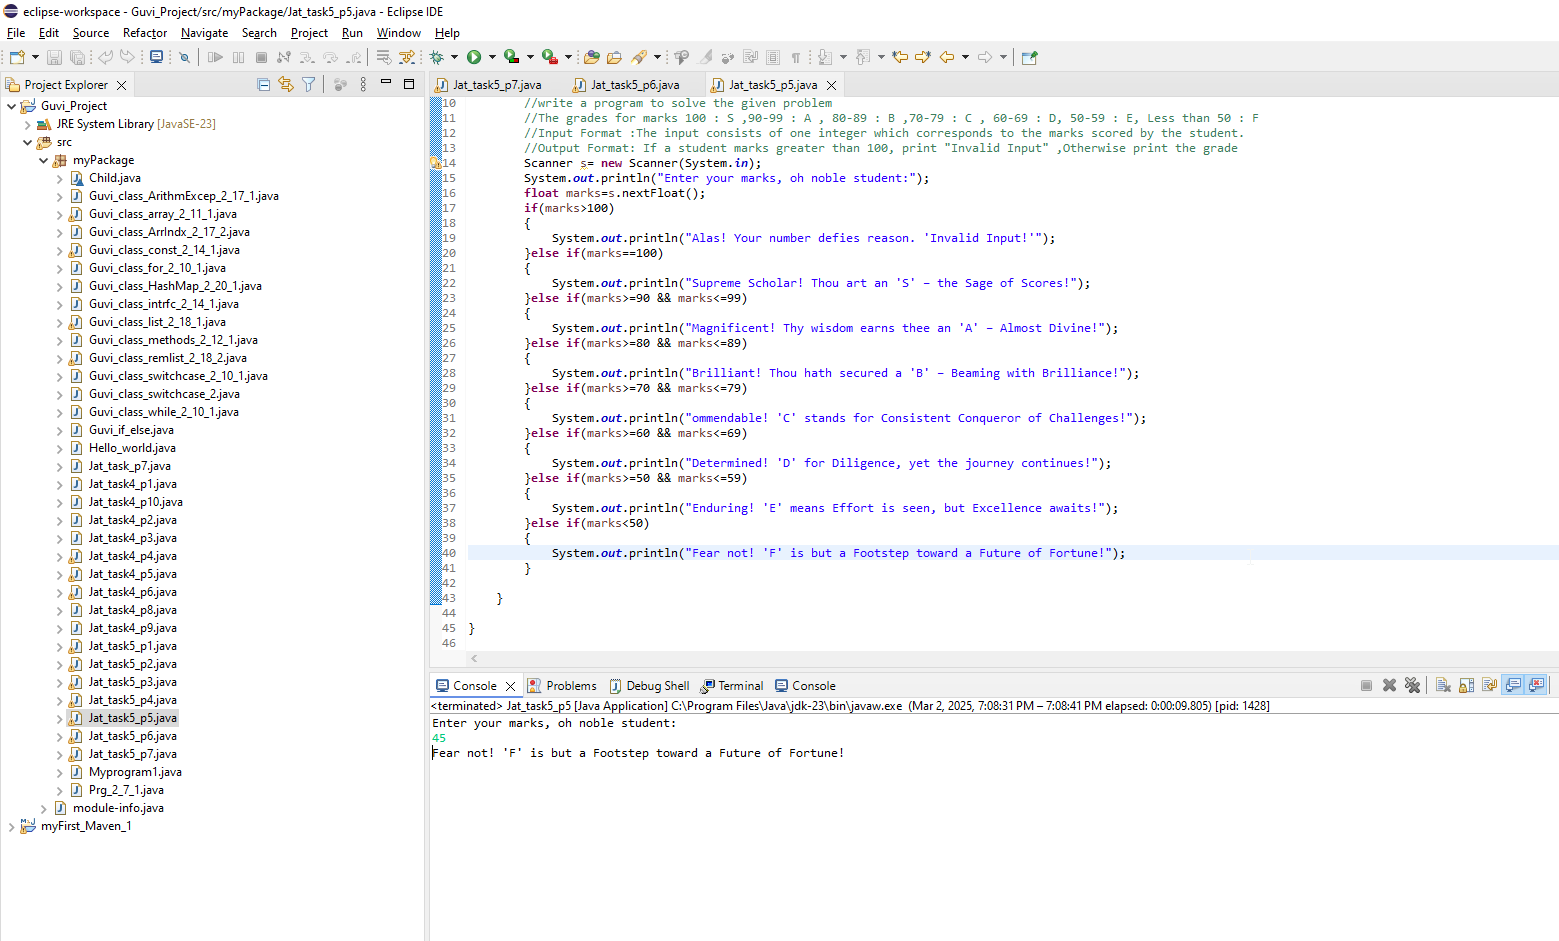 eclipse-workspace - Guvi_Project/src/myPackage/Jat_task5_p5.java - Eclipse IDE
File Edit Source Refactor Navigate Search Project Run Window Help
Project Explorer
Guvi_Project
JRE System Library [JavaSE-23]
src
myPackage
Child.java
Guvi_class_ArithmExcep_2_17_1.java
Guvi_class_array_2_11_1.java
Guvi_class_ArrIndx_2_17_2.java
Guvi_class_const_2_14_1.java
Guvi_class_for_2_10_1.java
Guvi_class_HashMap_2_20_1.java
Guvi_class_intrfc_2_14_1.java
Guvi_class_list_2_18_1.java
Guvi_class_methods_2_12_1.java
Guvi_class_remlist_2_18_2.java
Guvi_class_switchcase_2_10_1.java
Guvi_class_switchcase_2.java
Guvi_class_while_2_10_1.java
Guvi_if_else.java
Hello_world.java
Jat_task_p7.java
Jat_task4_p1.java
Jat_task4_p10.java
Jat_task4_p2.java
Jat_task4_p3.java
Jat_task4_p4.java
Jat_task4_p5.java
Jat_task4_p6.java
Jat_task4_p8.java
Jat_task4_p9.java
Jat_task5_p1.java
Jat_task5_p2.java
Jat_task5_p3.java
Jat_task5_p4.java
Jat_task5_p5.java
Jat_task5_p6.java
Jat_task5_p7.java
Myprogram1.java
Prg_2_7_1.java
module-info.java
myFirst_Maven_1
Jat_task5_p7.java Jat_task5_p6.java Jat_task5_p5.java
10 //write a program to solve the given problem
11 //The grades for marks 100 : S ,90-99 : A , 80-89 : B ,70-79 : C , 60-69 : D, 50-59 : E, Less than 50 : F
12 //Input Format :The input consists of one integer which corresponds to the marks scored by the student.
13 //Output Format: If a student marks greater than 100, print "Invalid Input" ,Otherwise print the grade
14 Scanner s= new Scanner(System.in);
15 System.out.println("Enter your marks, oh noble student:");
16 float marks=s.nextFloat();
17 if(marks>100)
18 {
19 System.out.println("Alas! Your number defies reason. 'Invalid Input!'");
20 }else if(marks==100)
21 {
22 System.out.println("Supreme Scholar! Thou art an 'S' – the Sage of Scores!");
23 }else if(marks>=90 && marks<=99)
24 {
25 System.out.println("Magnificent! Thy wisdom earns thee an 'A' – Almost Divine!");
26 }else if(marks>=80 && marks<=89)
27 {
28 System.out.println("Brilliant! Thou hath secured a 'B' – Beaming with Brilliance!");
29 }else if(marks>=70 && marks<=79)
30 {
31 System.out.println("ommendable! 'C' stands for Consistent Conqueror of Challenges!");
32 }else if(marks>=60 && marks<=69)
33 {
34 System.out.println("Determined! 'D' for Diligence, yet the journey continues!");
35 }else if(marks>=50 && marks<=59)
36 {
37 System.out.println("Enduring! 'E' means Effort is seen, but Excellence awaits!");
38 }else if(marks<50)
39 {
40 System.out.println("Fear not! 'F' is but a Footstep toward a Future of Fortune!");
41 }
42
43 }
44
45 }
46
Console Problems Debug Shell Terminal Console
<terminated> Jat_task5_p5 [Java Application] C:\Program Files\Java\jdk-23\bin\javaw.exe (Mar 2, 2025, 7:08:31 PM – 7:08:41 PM elapsed: 0:00:09.805) [pid: 1428]
Enter your marks, oh noble student:
45
Fear not! 'F' is but a Footstep toward a Future of Fortune!